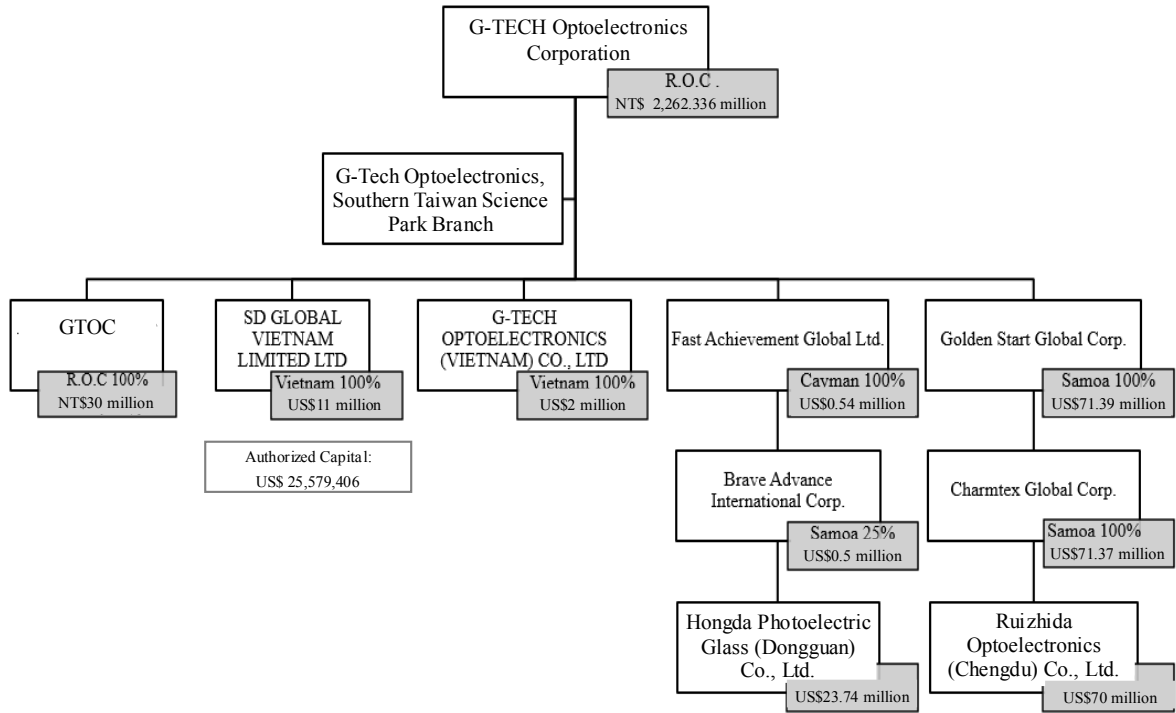 G-TECH Optoelectronics
Corporation
R.O.C .
NT$ 2,262.336 million
G-Tech Optoelectronics,
Southern Taiwan Science
Park Branch
GTOC
R.O.C 100%
NT$30 million
SD GLOBAL
VIETNAM
LIMITED LTD
Vietnam 100%
US$11 million
G-TECH
OPTOELECTRONICS
(VIETNAM) CO., LTD
Vietnam 100%
US$2 million
Fast Achievement Global Ltd.
Cayman 100%
US$0.54 million
Golden Start Global Corp.
Samoa 100%
US$71.39 million
Authorized Capital:
US$ 25,579,406
Brave Advance
International Corp.
Samoa 25%
US$0.5 million
Charmtex Global Corp.
Samoa 100%
US$71.37 million
Hongda Photoelectric
Glass (Dongguan)
Co., Ltd.
US$23.74 million
Ruizhida
Optoelectronics
(Chengdu) Co., Ltd.
US$70 million